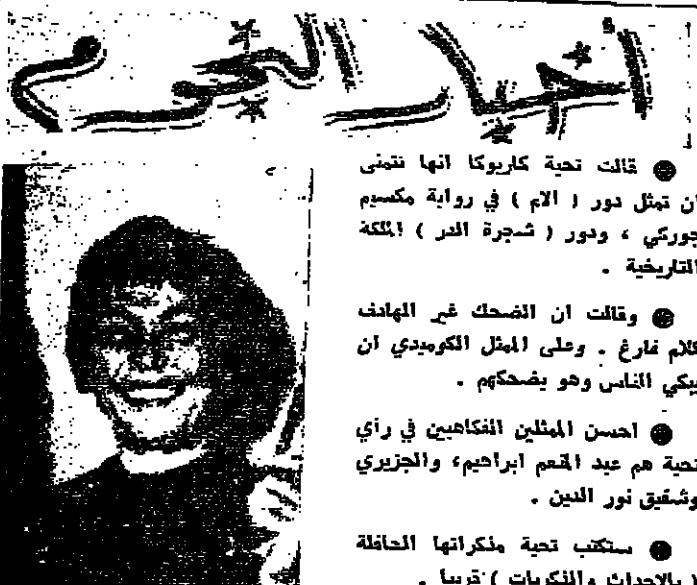 أخبار النجوم
● قالت تحية كاريوكا انها تتمنى
ان تمثل دور ( الام ) في رواية مكسيم
جوركي ، ودور ( شجرة الدر ) الملكة
التاريخية .
● وقالت ان الضحك غير الهادف
كلام فارغ . وعلى الممثل الكوميدي ان
يبكي الناس وهو يضحكهم .
● احسن الممثلين الفكاهيين في رأي
تحية هم عبد المنعم ابراهيم، والجزيري
وشفيق نور الدين .
● ستكتب تحية مذكراتها الحافلة
( بالاحداث والذكريات ) قريبا .